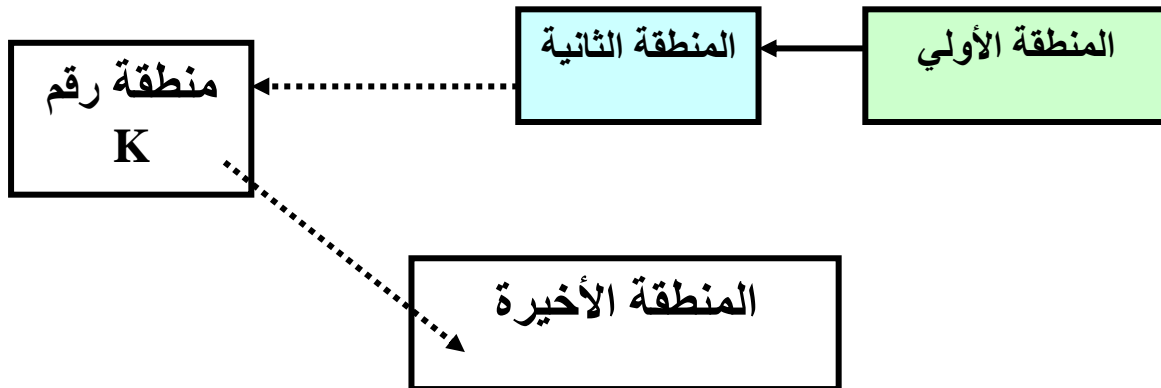 المنطقة الأولي
المنطقة الثانية
منطقة رقم
K
المنطقة الأخيرة